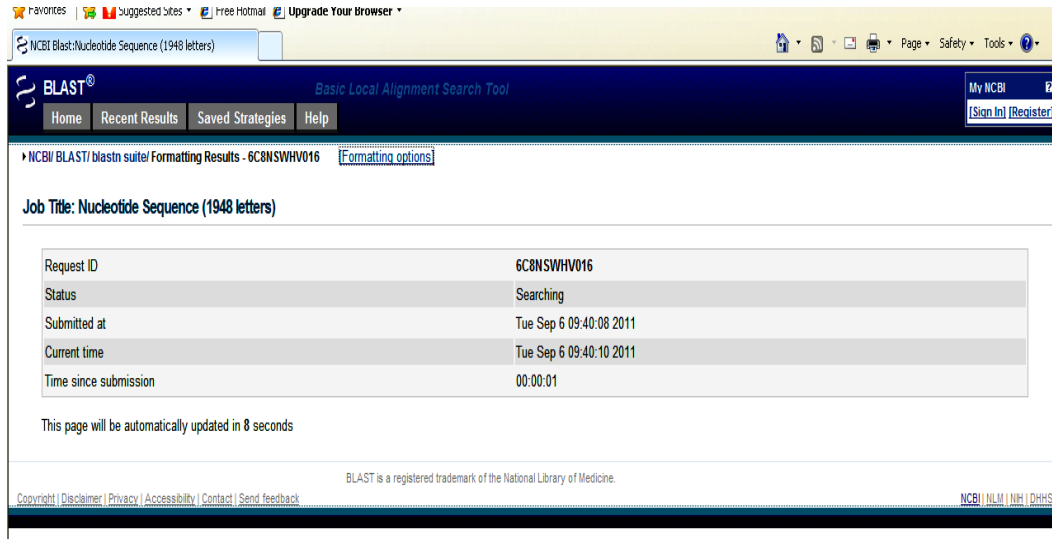 Favorites Suggested Sites Free Hotmail Upgrade Your Browser
NCBI Blast:Nucleotide Sequence (1948 letters) Page Safety Tools
BLAST® Basic Local Alignment Search Tool My NCBI
Home Recent Results Saved Strategies Help [Sign In] [Register]
NCBI/ BLAST/ blastn suite/ Formatting Results - 6C8NSWHV016 [Formatting options]
Job Title: Nucleotide Sequence (1948 letters)
Request ID 6C8NSWHV016
Status Searching
Submitted at Tue Sep 6 09:40:08 2011
Current time Tue Sep 6 09:40:10 2011
Time since submission 00:00:01
This page will be automatically updated in 8 seconds
BLAST is a registered trademark of the National Library of Medicine.
Copyright | Disclaimer | Privacy | Accessibility | Contact | Send feedback NCBI | NLM | NIH | DHHS